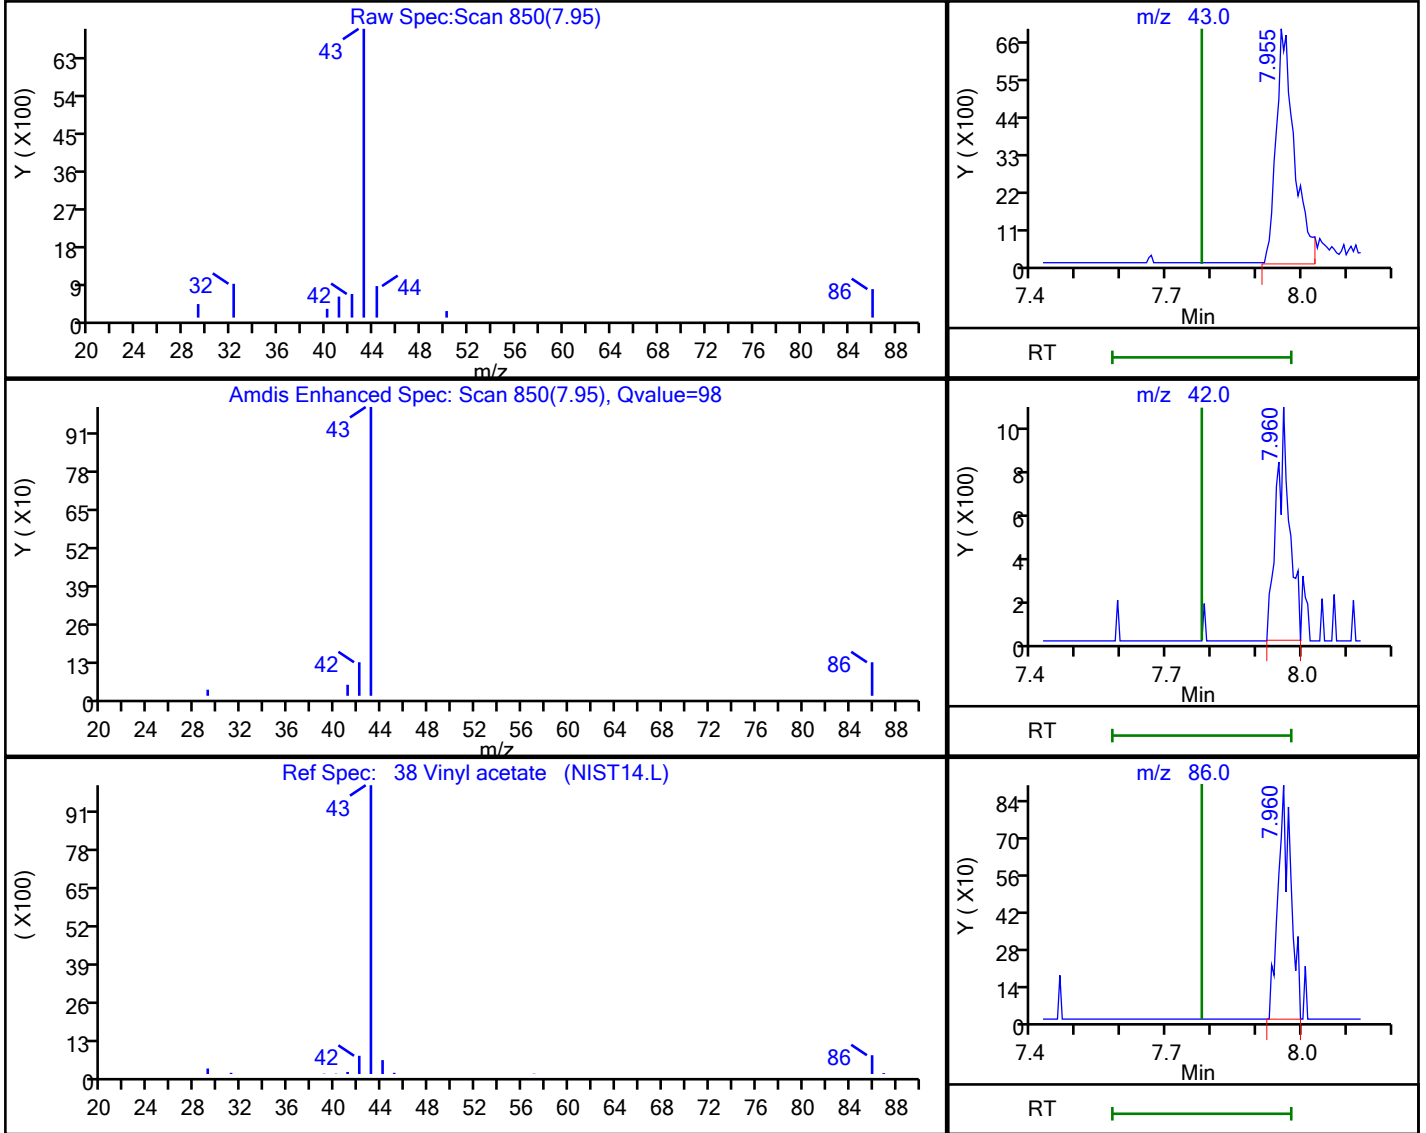 Raw Spec:Scan 850(7.95)
Y ( X100)
63
54
45
36
27
18
9
0
43
32
42
44
86
20 24 28 32 36 40 44 48 52 56 60 64 68 72 76 80 84 88
m/z
m/z 43.0
Y ( X100)
66
55
44
33
22
11
0
7.955
7.4 7.7 8.0
Min
RT
Amdis Enhanced Spec: Scan 850(7.95), Qvalue=98
Y ( X10)
91
78
65
52
39
26
13
0
43
42
86
20 24 28 32 36 40 44 48 52 56 60 64 68 72 76 80 84 88
m/z
m/z 42.0
Y ( X100)
10
8
6
4
2
0
7.960
7.4 7.7 8.0
Min
RT
Ref Spec: 38 Vinyl acetate (NIST14.L)
( X100)
91
78
65
52
39
26
13
0
43
42
86
20 24 28 32 36 40 44 48 52 56 60 64 68 72 76 80 84 88
m/z 86.0
Y ( X10)
84
70
56
42
28
14
0
7.960
7.4 7.7 8.0
Min
RT